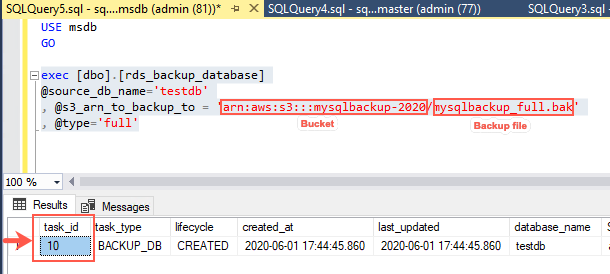 SQLQuery5.sql - sq....msdb (admin (81))* SQLQuery4.sql - sq...master (admin (77)) SQLQuery3.sql
USE msdb
GO
exec [dbo].[rds_backup_database]
@source_db_name='testdb'
, @s3_arn_to_backup_to = 'arn:aws:s3:::mysqlbackup-2020/mysqlbackup_full.bak'
, @type='full'
Bucket Backup file
100 %
Results Messages
task_id task_type lifecycle created_at last_updated database_name
10 BACKUP_DB CREATED 2020-06-01 17:44:45.860 2020-06-01 17:44:45.860 testdb